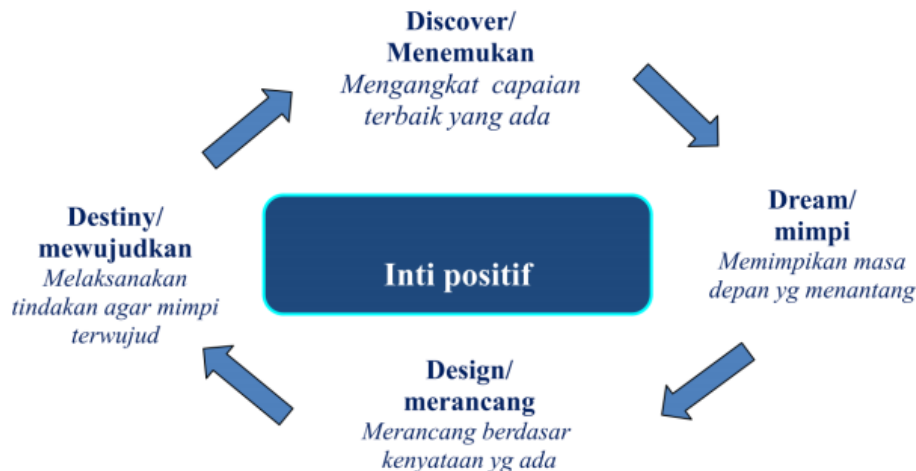 Discover/
Menemukan
Mengangkat capaian
terbaik yang ada
Dream/
mimpi
Memimpikan masa
depan yg menantang
Design/
merancang
Merancang berdasar
kenyataan yg ada
Destiny/
mewujudkan
Melaksanakan
tindakan agar mimpi
terwujud
Inti positif